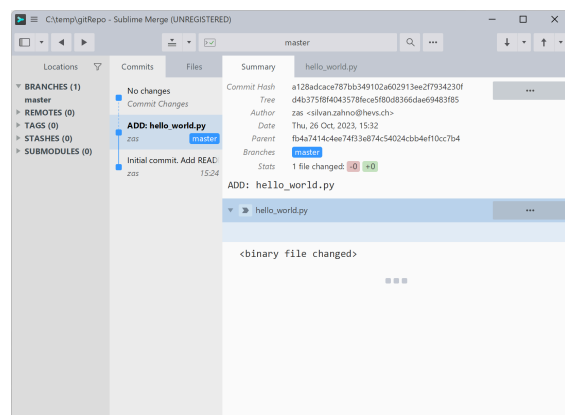 C:\temp\gitRepo - Sublime Merge (UNREGISTERED)
master
Locations
BRANCHES (1)
master
REMOTES (0)
TAGS (0)
STASHES (0)
SUBMODULES (0)
Commits Files
No changes
Commit Changes
ADD: hello_world.py
zas master
Initial commit. Add READ
zas 15:24
Summary hello_world.py
Commit Hash a128adcace787bb349102a602913ee2f7934230f
Tree d4b375f8f4043578fece5f80d8366dae69483f85
Author zas <silvan.zahno@hevs.ch>
Date Thu, 26 Oct, 2023, 15:32
Parent fb4a7414c4ee74f33e874c54024cbb4ef10cc7b4
Branches master
Stats 1 file changed: -0 +0
ADD: hello_world.py
hello_world.py
<binary file changed>